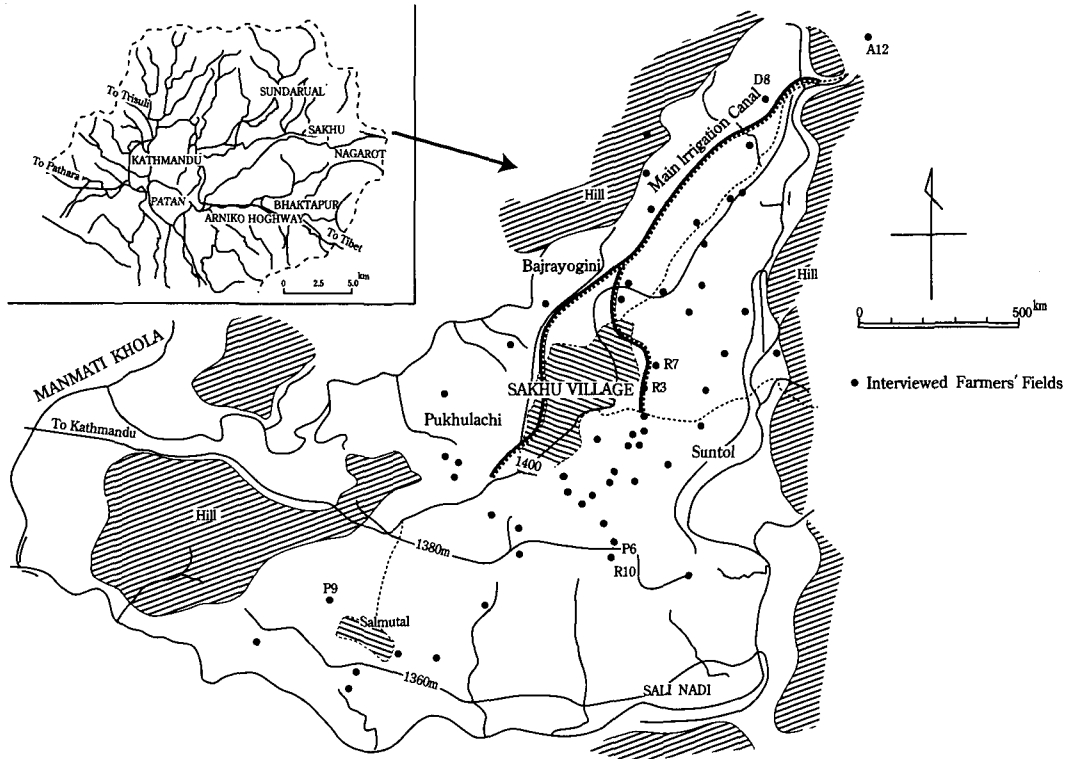 To Trisuli
SUNDARUAL
SAKHU
To Pathara
KATHMANDU
NAGAROT
PATAN
BHAKTAPUR
ARNIKO HOGHWAY
To Tibet
0 2.5 5.0 km
A12
D8
Main Irrigation Canal
Hill
Bajrayogini
Hill
0 500 km
MANMATI KHOLA
R7
SAKHU VILLAGE
R3
• Interviewed Farmers' Fields
To Kathmandu
Pukhulachi
Suntol
1400
Hill
1380m
P6
R10
P9
Salmutal
1360m
SALI NADI